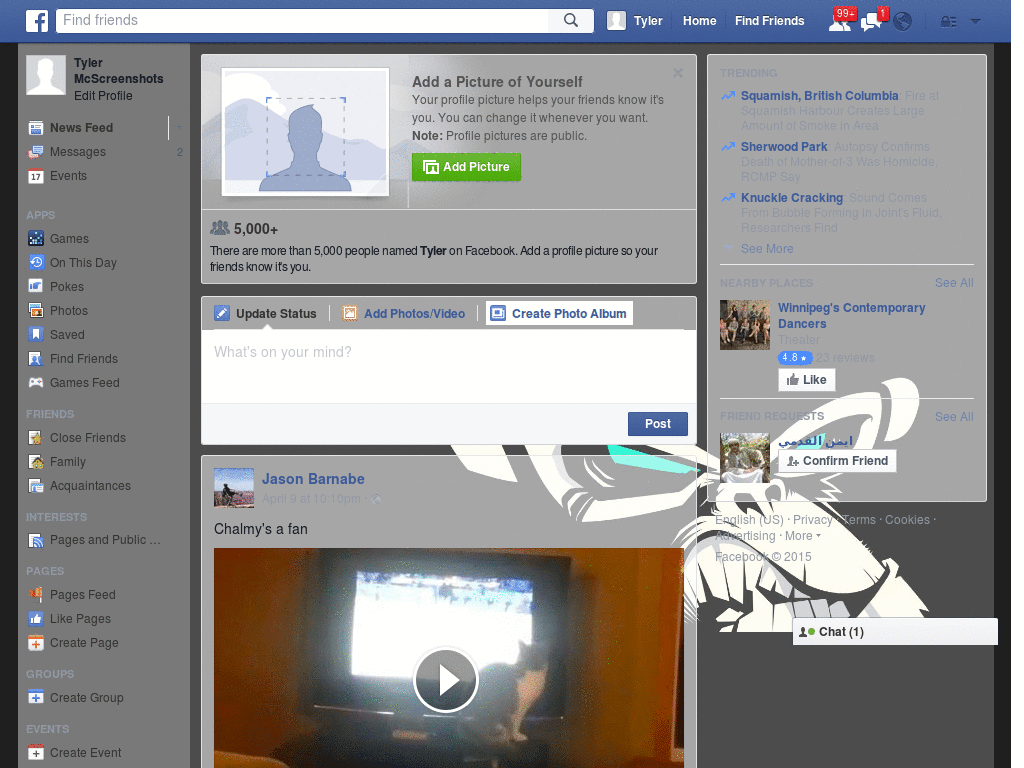 Find friends
Tyler
Home
Find Friends
99+
1
Tyler
McScreenshots
Edit Profile
News Feed
Messages 2
17 Events
APPS
Games
On This Day
Pokes
Photos
Saved
Find Friends
Games Feed
FRIENDS
Close Friends
Family
Acquaintances
INTERESTS
Pages and Public ...
PAGES
Pages Feed
Like Pages
Create Page
GROUPS
Create Group
EVENTS
Create Event
Add a Picture of Yourself
Your profile picture helps your friends know it's
you. You can change it whenever you want.
Note: Profile pictures are public.
Add Picture
5,000+
There are more than 5,000 people named Tyler on Facebook. Add a profile picture so your
friends know it's you.
Update Status
Add Photos/Video
Create Photo Album
What's on your mind?
Post
Jason Barnabe
April 9 at 10:10pm ·
Chalmy's a fan
TRENDING
Squamish, British Columbia: Fire at
Squamish Harbour Creates Large
Amount of Smoke in Area
Sherwood Park: Autopsy Confirms
Death of Mother-of-3 Was Homicide,
RCMP Say
Knuckle Cracking: Sound Comes
From Bubble Forming in Joint's Fluid,
Researchers Find
See More
NEARBY PLACES See All
Winnipeg's Contemporary
Dancers
Theater
4.8 ★ 23 reviews
Like
FRIEND REQUESTS See All
ايمن القدمي
Confirm Friend
English (US) · Privacy · Terms · Cookies ·
Advertising · More
Facebook © 2015
Chat (1)